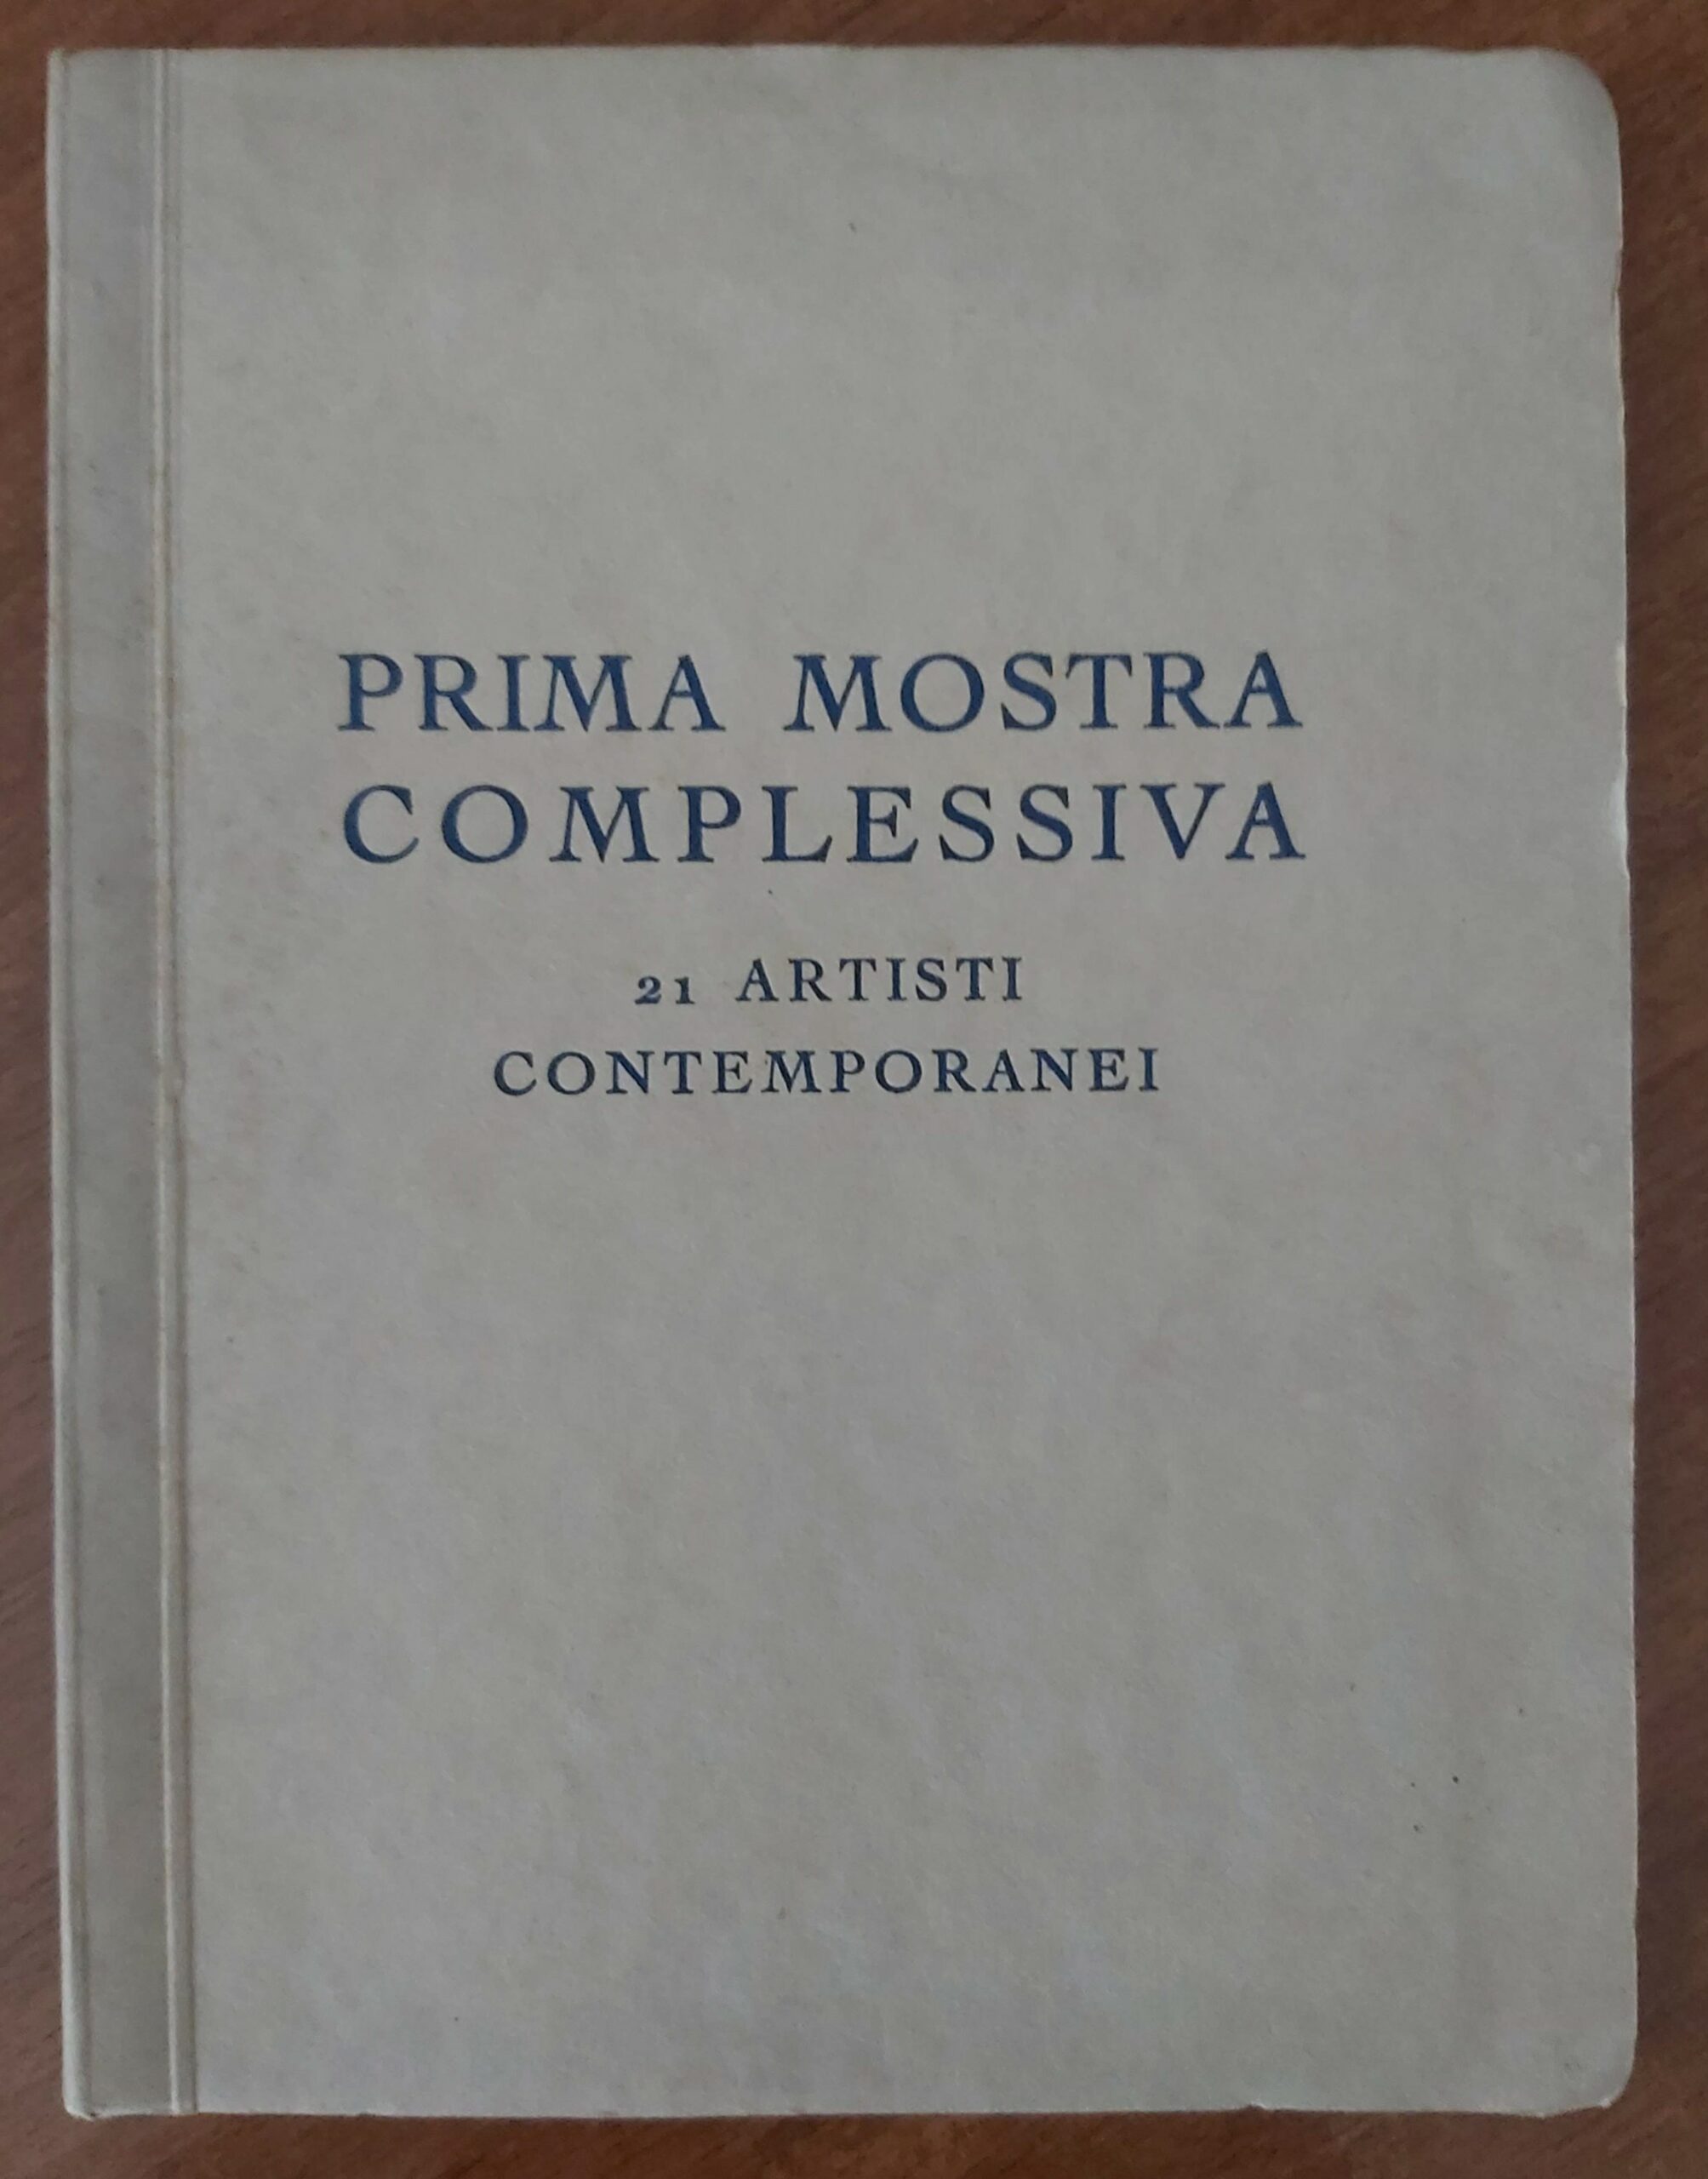 PRIMA MOSTRA
COMPLESSIVA
21 ARTISTI
CONTEMPORANEI